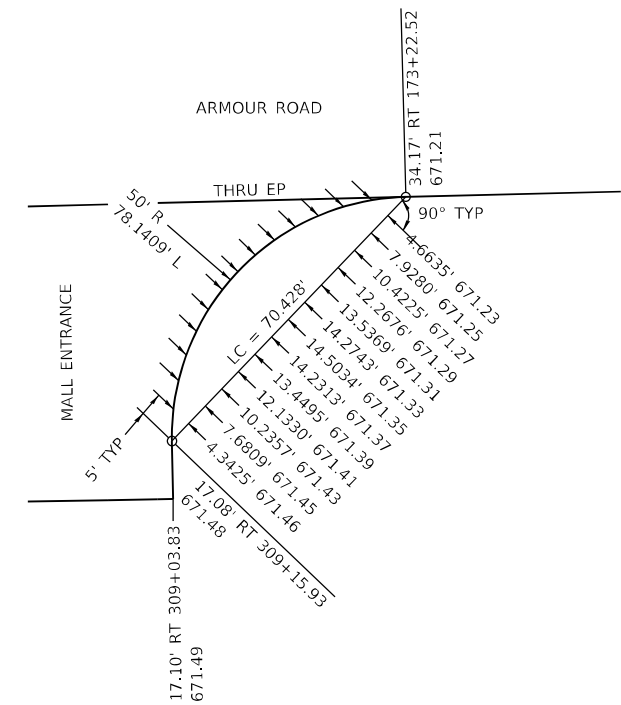 34.17' RT 173+22.52
671.21
ARMOUR ROAD
THRU EP
50' R
78.1409' L
90° TYP
4.6635' 671.23
7.9280' 671.25
10.4225' 671.27
12.2676' 671.29
13.5369' 671.31
14.2743' 671.33
14.5034' 671.35
14.2313' 671.37
13.4495' 671.39
12.1330' 671.41
10.2357' 671.43
7.6809' 671.45
4.3425' 671.46
LC = 70.428'
MALL ENTRANCE
5' TYP
17.08' RT 309+15.93
671.48
17.10' RT 309+03.83
671.49